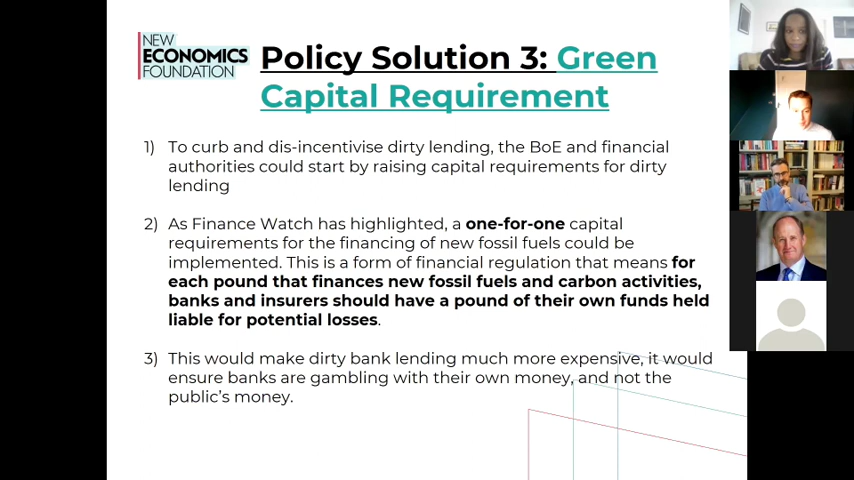 NEW
ECONOMICS
FOUNDATION
Policy Solution 3: Green
Capital Requirement
1) To curb and dis-incentivise dirty lending, the BoE and financial
authorities could start by raising capital requirements for dirty
lending
2) As Finance Watch has highlighted, a one-for-one capital
requirements for the financing of new fossil fuels could be
implemented. This is a form of financial regulation that means for
each pound that finances new fossil fuels and carbon activities,
banks and insurers should have a pound of their own funds held
liable for potential losses.
3) This would make dirty bank lending much more expensive, it would
ensure banks are gambling with their own money, and not the
public's money.